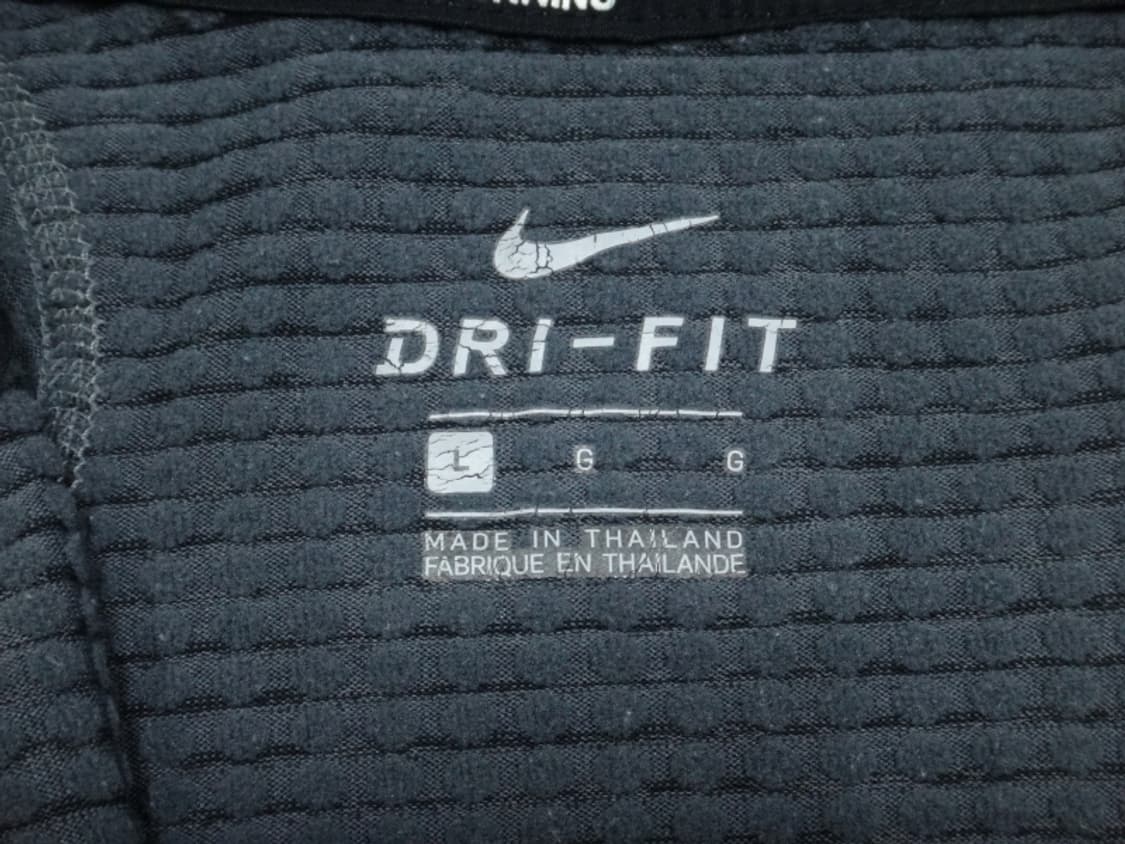 DRI-FIT
L G G
MADE IN THAILAND
FABRIQUE EN THAILANDE